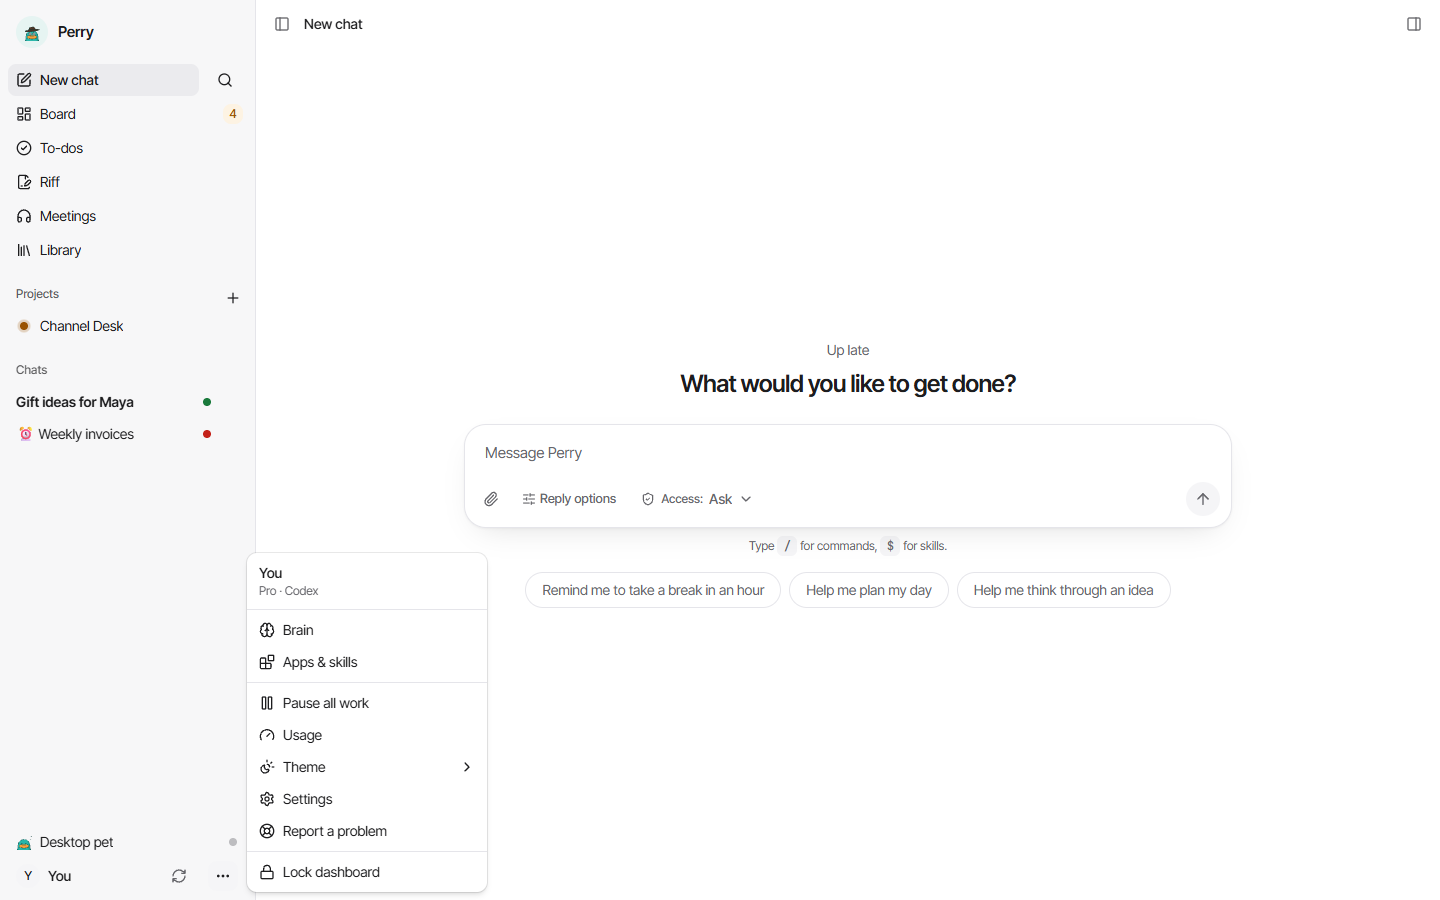 Perry
New chat
Board
4
To-dos
Riff
Meetings
Library
Projects
Channel Desk
Chats
Gift ideas for Maya
Weekly invoices
Desktop pet
Y
You
New chat
Up late
What would you like to get done?
Message Perry
Reply options
Access: Ask
Type / for commands, $ for skills.
Remind me to take a break in an hour
Help me plan my day
Help me think through an idea
You
Pro · Codex
Brain
Apps & skills
Pause all work
Usage
Theme
Settings
Report a problem
Lock dashboard